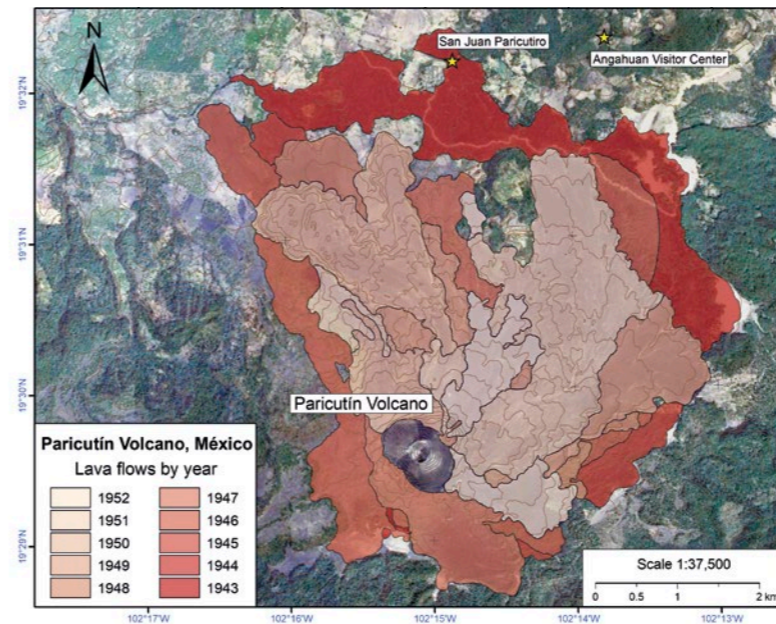 N
San Juan Paricutiro
Angahuan Visitor Center
19°32'N
19°31'N
19°30'N
19°29'N
Paricutín Volcano
Paricutín Volcano, México
Lava flows by year
1952
1951
1950
1949
1948
1947
1946
1945
1944
1943
Scale 1:37,500
0 0.5 1 2 km
102°17'W 102°16'W 102°15'W 102°14'W 102°13'W